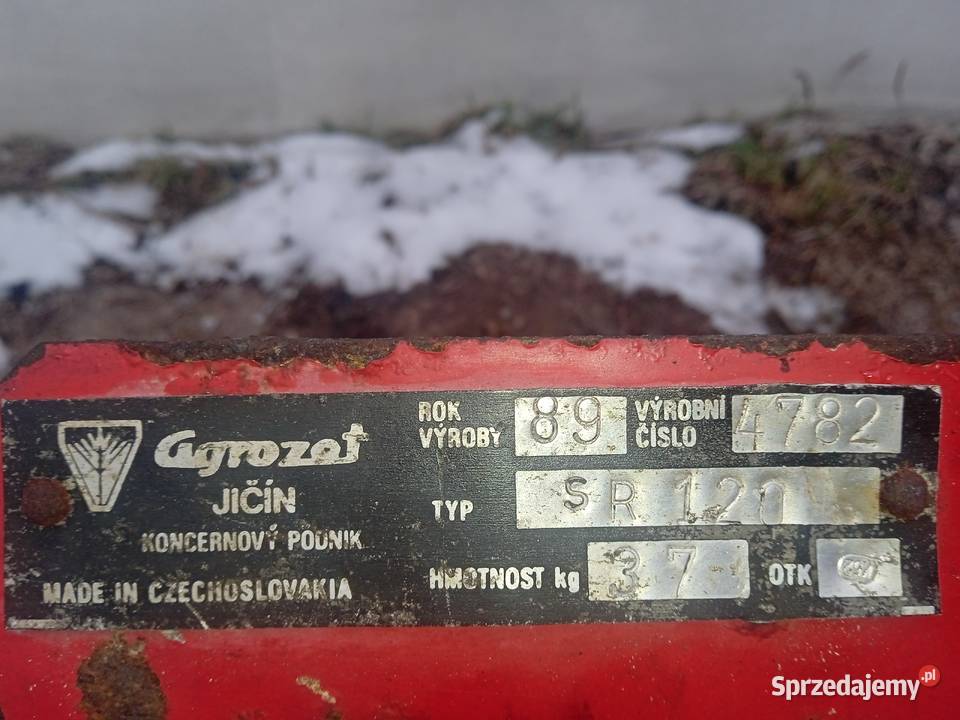 Agrozet
JIČÍN
KONCERNOVÝ PODNIK
MADE IN CZECHOSLOVAKIA
ROK VÝROBY 89
VÝROBNÍ ČÍSLO 4782
TYP SR 120
HMOTNOST kg 37
OTK
Sprzedajemy.pl